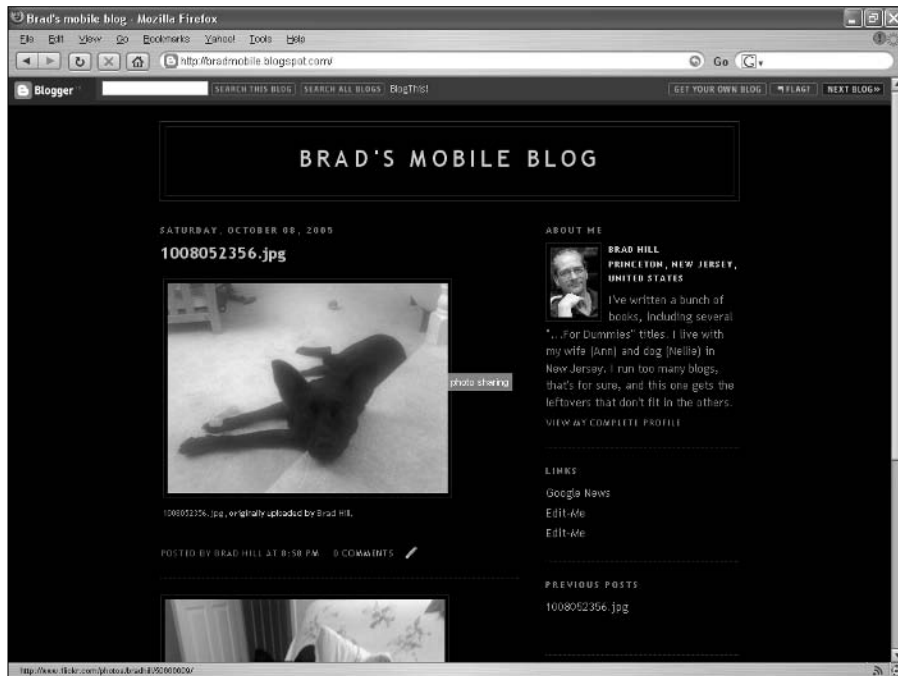 Brad's mobile blog - Mozilla Firefox
File Edit View Go Bookmarks Yahoo! Tools Help
http://bradmobile.blogspot.com/
Go
Blogger
SEARCH THIS BLOG SEARCH ALL BLOGS BlogThis!
GET YOUR OWN BLOG FLAG? NEXT BLOG»
BRAD'S MOBILE BLOG
SATURDAY, OCTOBER 08, 2005
1008052356.jpg
photo sharing
1008052356.jpg, originally uploaded by Brad Hill.
POSTED BY BRAD HILL AT 8:58 PM 0 COMMENTS
ABOUT ME
BRAD HILL
PRINCETON, NEW JERSEY,
UNITED STATES
I've written a bunch of
books, including several
"...For Dummies" titles. I live with
my wife (Ann) and dog (Nellie) in
New Jersey. I run too many blogs,
that's for sure, and this one gets the
leftovers that don't fit in the others.
VIEW MY COMPLETE PROFILE
LINKS
Google News
Edit-Me
Edit-Me
PREVIOUS POSTS
1008052356.jpg